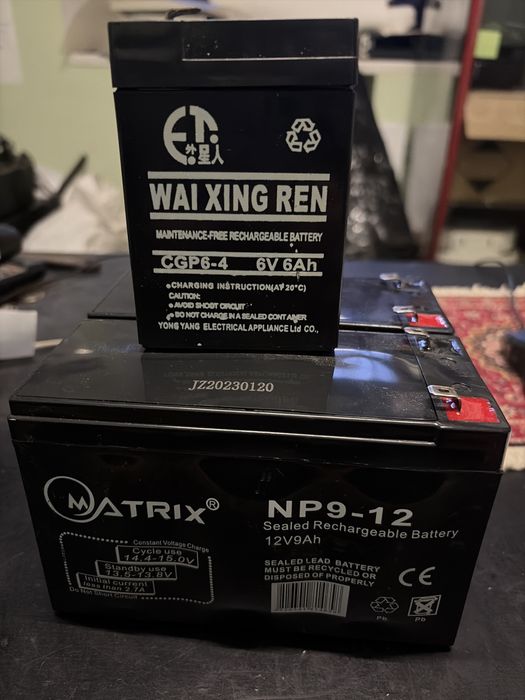 ET
外星人
WAI XING REN
MAINTENANCE-FREE RECHARGEABLE BATTERY
CGP6-4 6V 6Ah
●CHARGING INSTRUCTION(AT 20°C)
CAUTION:
●AVOID SHORT CIRCUIT
●DO NOT CHARGE IN A SEALED CONTAINER
YONG YANG ELECTRICAL APPLIANCE Ltd CO.,
JZ20230120
MATRIX®
NP9-12
Sealed Rechargeable Battery
12V9Ah
Constant Voltage Charge
Cycle use
14.4-15.0V
Standby use
13.5-13.8V
Initial current
less than 2.7A
Do Not Short Circuit
SEALED LEAD BATTERY
MUST BE RECYCLED OR
DISPOSED OF PROPERLY
CE
Pb
Pb